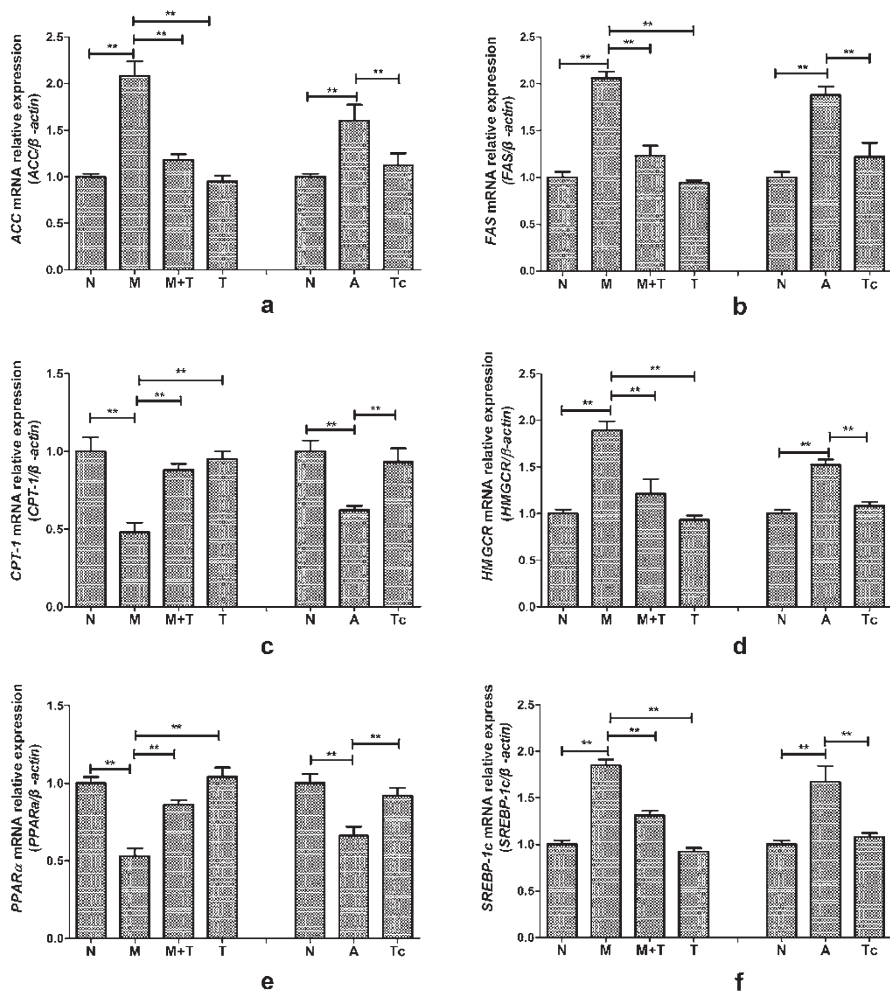 ACC mRNA relative expression
(ACC/β -actin)
2.5
2.0
1.5
1.0
0.5
0.0
**
**
**
**
**
N M M+T T N A Tc
a
FAS mRNA relative expression
(FAS/β -actin)
2.5
2.0
1.5
1.0
0.5
0.0
**
**
**
**
**
N M M+T T N A Tc
b
CPT-1 mRNA relative expression
(CPT-1/β -actin)
1.5
1.0
0.5
0.0
**
**
**
**
**
N M M+T T N A Tc
c
HMGCR mRNA relative expression
(HMGCR/β-actin)
2.5
2.0
1.5
1.0
0.5
0.0
**
**
**
**
**
N M M+T T N A Tc
d
PPARα mRNA relative expression
(PPARa/β -actin)
1.5
1.0
0.5
0.0
**
**
**
**
**
N M M+T T N A Tc
e
SREBP-1c mRNA relative express
(SREBP-1c/β -actin)
2.5
2.0
1.5
1.0
0.5
0.0
**
**
**
**
**
N M M+T T N A Tc
f